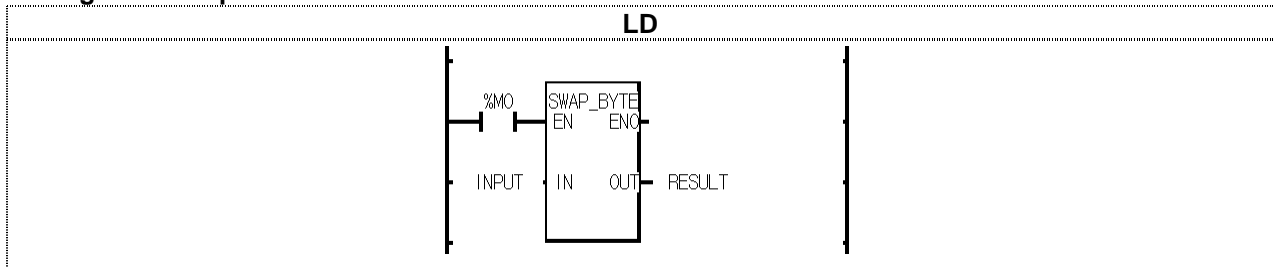 LD
%M0 SWAP_BYTE
EN ENO
INPUT IN OUT RESULT